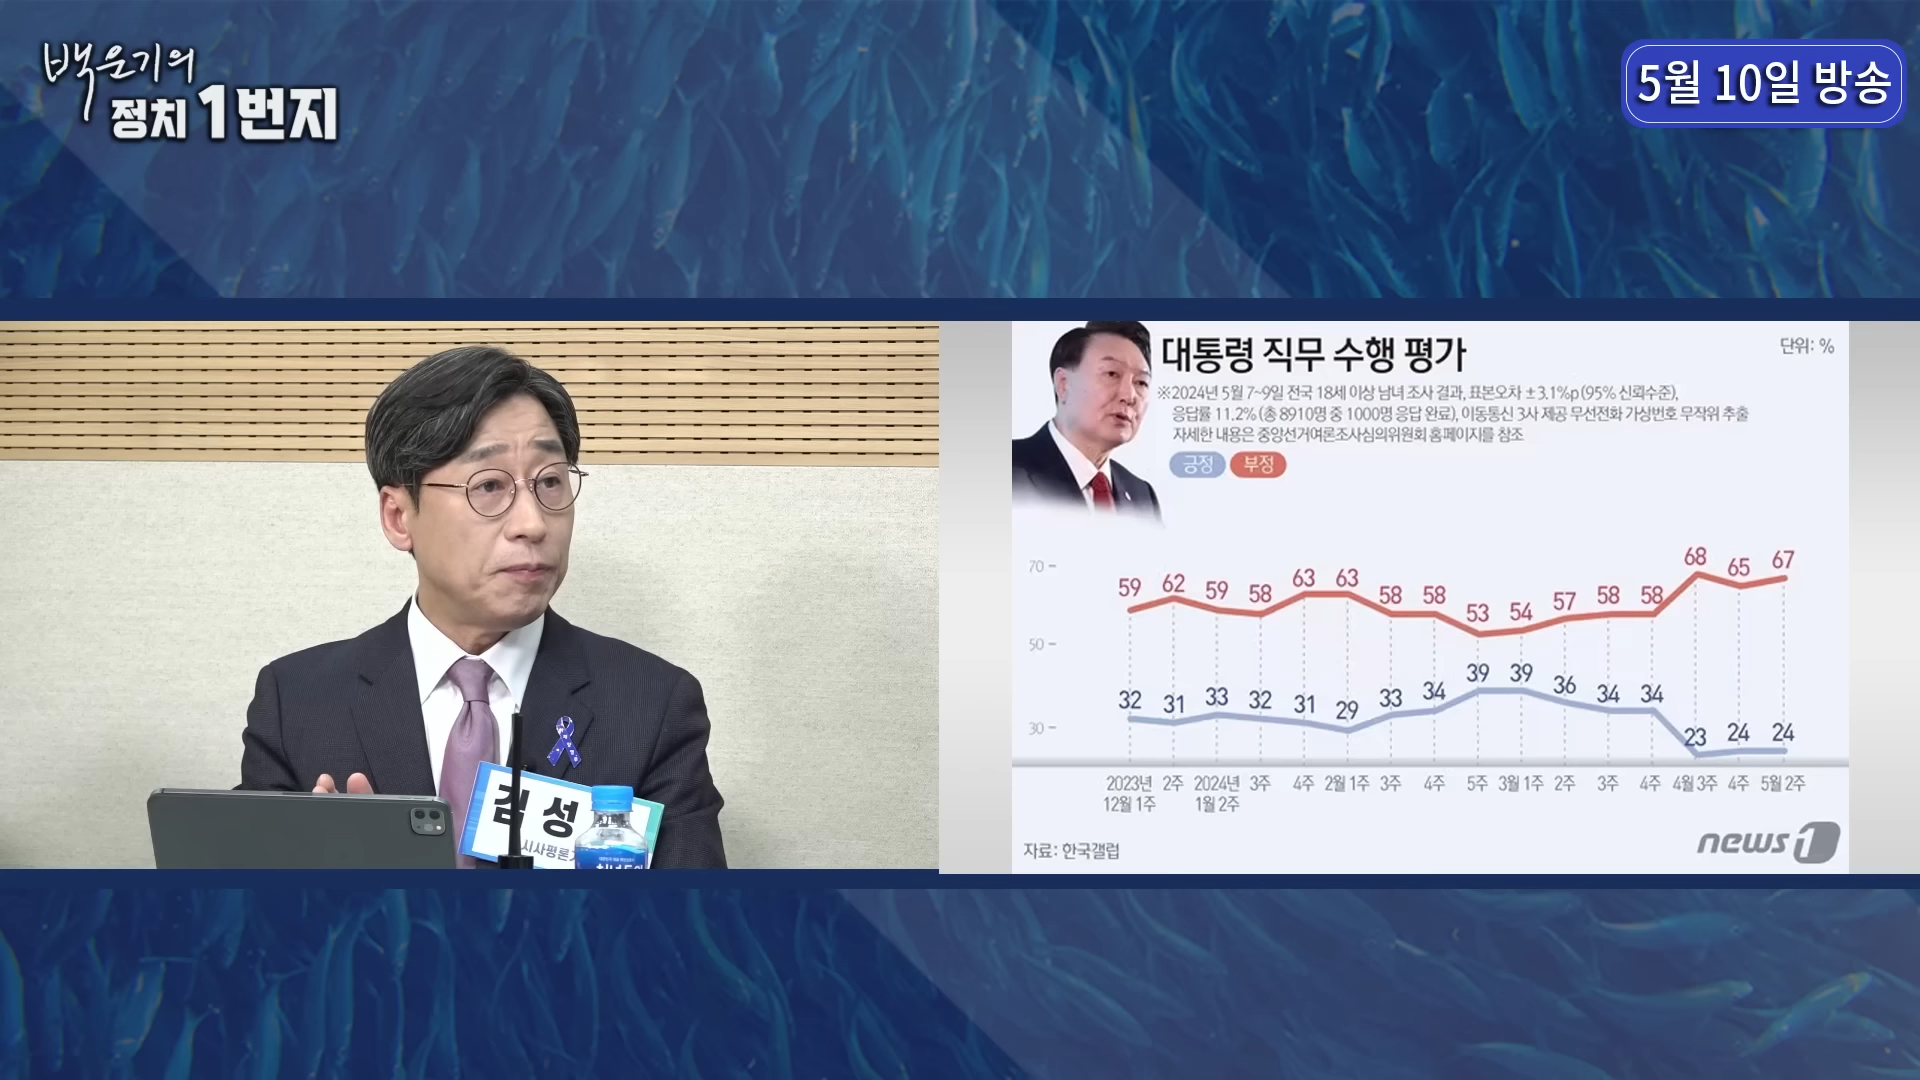 백운기의
정치 1번지
5월 10일 방송
대통령 직무 수행 평가
단위: %
※2024년 5월 7~9일 전국 18세 이상 남녀 조사 결과, 표본오차 ±3.1%p(95% 신뢰수준),
응답률 11.2% (총 8910명 중 1000명 응답 완료), 이동통신 3사 제공 무선전화 가상번호 무작위 추출
자세한 내용은 중앙선거여론조사심의위원회 홈페이지를 참조
긍정 부정
70
59 62 59 58 63 63 58 58 53 54 57 58 58 68 65 67
50
32 31 33 32 31 29 33 34 39 39 36 34 34 23 24 24
30
2023년 2주 2024년 3주 4주 2월 1주 3주 4주 5주 3월 1주 2주 3주 4주 4월 3주 4주 5월 2주
12월 1주 1월 2주
자료: 한국갤럽
news1
김 성
시사평론